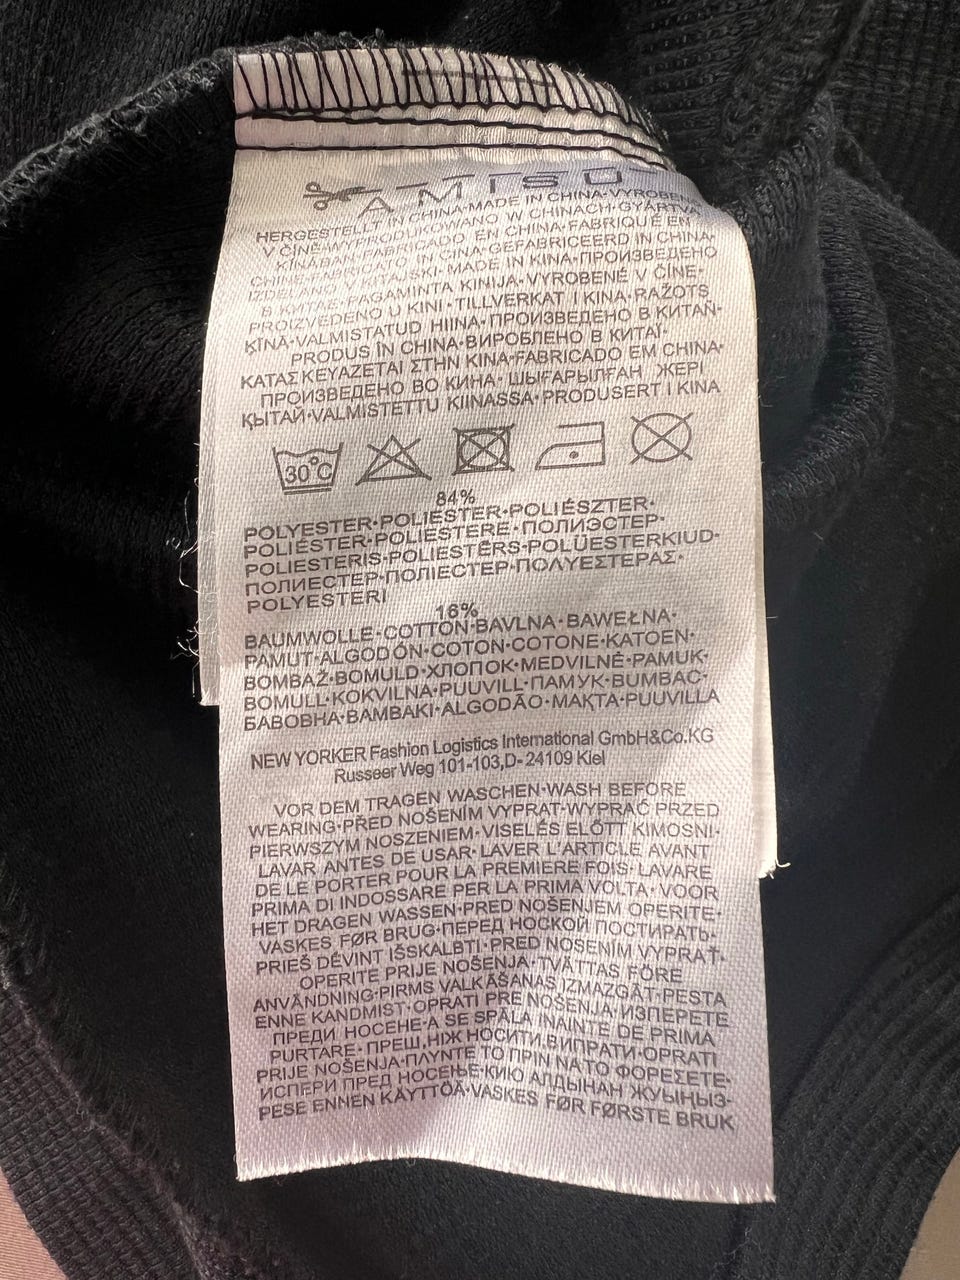 AMISU
HERGESTELLT IN CHINA·MADE IN CHINA·VYROBENO
V ČÍNĚ·WYPRODUKOWANO W CHINACH·GYÁRTVA
KÍNÁBAN·FABRICADO EN CHINA·FABRIQUÉ EN
CHINE·FABBRICATO IN CINA·GEFABRICEERD IN CHINA·
IZDELANO V KITAJSKI· MADE IN KINA·ПРОИЗВЕДЕНО
В КИТАЕ·PAGAMINTA KINIJA·VYROBENÉ V ČÍNE·
PROIZVEDENO U KINI·TILLVERKAT I KINA·RAŽOTS
ĶĪNĀ·VALMISTATUD HIINA·ПРОИЗВЕДЕНО В КИТАЙ·
PRODUS ÎN CHINA·ВИРОБЛЕНО В КИТАЇ·
ΚΑΤΑΣΚΕΥΑΖΕΤΑΙ ΣΤΗΝ ΚΙΝΑ·FABRICADO EM CHINA·
ПРОИЗВЕДЕНО ВО КИНА· ШЫҒАРЫЛҒАН ЖЕРІ
ҚЫТАЙ·VALMISTETTU KIINASSA·PRODUSERT I KINA
30°C
84%
POLYESTER·POLIESTER·POLIÉSZTER·
POLIÉSTER·POLIESTERE·ПОЛИЭСТЕР·
POLIESTERIS·POLIESTĒRS·POLÜESTERKIUD·
ПОЛИЕСТЕР·ПОЛІЕСТЕР·ΠΟΛΥΕΣΤΕΡΑΣ·
POLYESTERI
16%
BAUMWOLLE·COTTON·BAVLNA·BAWEŁNA·
PAMUT·ALGODÓN·COTON·COTONE·KATOEN·
BOMBAŽ·BOMULD·ХЛОПОК·MEDVILNĖ·PAMUK·
BOMULL·KOKVILNA·PUUVILL·ПАМУК·BUMBAC·
БАВОВНА·BAMBAKI·ALGODÃO·МАҚТА·PUUVILLA
NEW YORKER Fashion Logistics International GmbH&Co.KG
Russeer Weg 101-103,D- 24109 Kiel
VOR DEM TRAGEN WASCHEN·WASH BEFORE
WEARING·PŘED NOŠENÍM VYPRAT·WYPRAĆ PRZED
PIERWSZYM NOSZENIEM·VISELÉS ELŐTT KIMOSNI·
LAVAR ANTES DE USAR·LAVER L'ARTICLE AVANT
DE LE PORTER POUR LA PREMIERE FOIS·LAVARE
PRIMA DI INDOSSARE PER LA PRIMA VOLTA·VOOR
HET DRAGEN WASSEN·PRED NOŠENJEM OPERITE·
VASKES FØR BRUG·ПЕРЕД НОСКОЙ ПОСТИРАТЬ·
PRIEŠ DĖVINT IŠSKALBTI·PRED NOSENÍM VYPRAŤ·
OPERITE PRIJE NOŠENJA·TVÄTTAS FÖRE
ANVÄNDNING·PIRMS VALKĀŠANAS IZMAZGĀT·PESTA
ENNE KANDMIST·OPRATI PRE NOŠENJA·ИЗПЕРЕТЕ
ПРЕДИ НОСЕНЕ·A SE SPĂLA ÎNAINTE DE PRIMA
PURTARE·ПРЕШ,НІЖ НОСИТИ.ВИПРАТИ·OPRATI
PRIJE NOŠENJA·ΠΛΥΝΤΕ ΤΟ ΠΡΙΝ ΝΑ ΤΟ ΦΟΡΕΣΕΤΕ·
ИСПЕРИ ПРЕД НОСЕЊЕ·КИЮ АЛДЫНАН ЖУЫҢЫЗ·
PESE ENNEN KÄYTTÖÄ·VASKES FØR FØRSTE BRUK